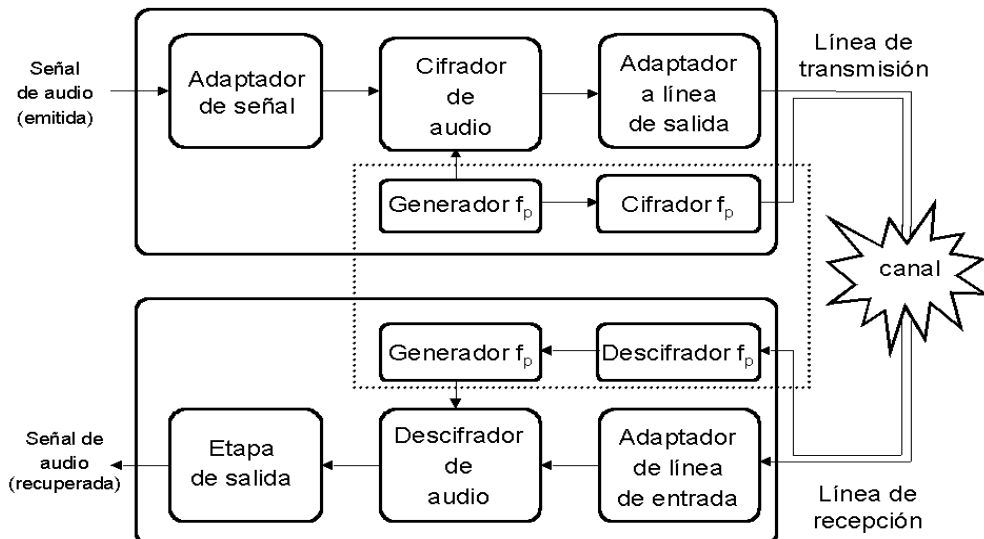 Señal
de audio
(emitida)
Adaptador
de señal
Cifrador
de
audio
Adaptador
a línea
de salida
Línea de
transmisión
Generador fp
Cifrador fp
canal
Generador fp
Descifrador fp
Señal de
audio
(recuperada)
Etapa
de salida
Descifrador
de
audio
Adaptador
de línea
de entrada
Línea de
recepción